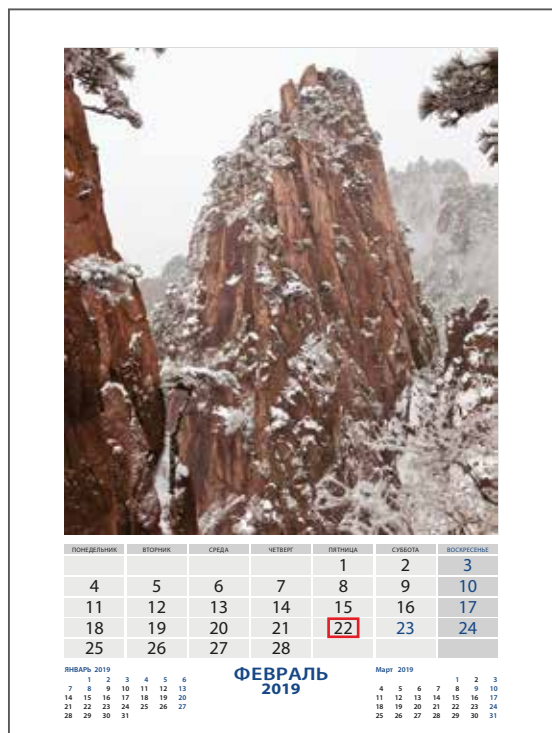 ПОНЕДЕЛЬНИК ВТОРНИК СРЕДА ЧЕТВЕРГ ПЯТНИЦА СУББОТА ВОСКРЕСЕНЬЕ
1 2 3
4 5 6 7 8 9 10
11 12 13 14 15 16 17
18 19 20 21 22 23 24
25 26 27 28
ЯНВАРЬ 2019
1 2 3 4 5 6
7 8 9 10 11 12 13
14 15 16 17 18 19 20
21 22 23 24 25 26 27
28 29 30 31
ФЕВРАЛЬ
2019
Март 2019
1 2 3
4 5 6 7 8 9 10
11 12 13 14 15 16 17
18 19 20 21 22 23 24
25 26 27 28 29 30 31